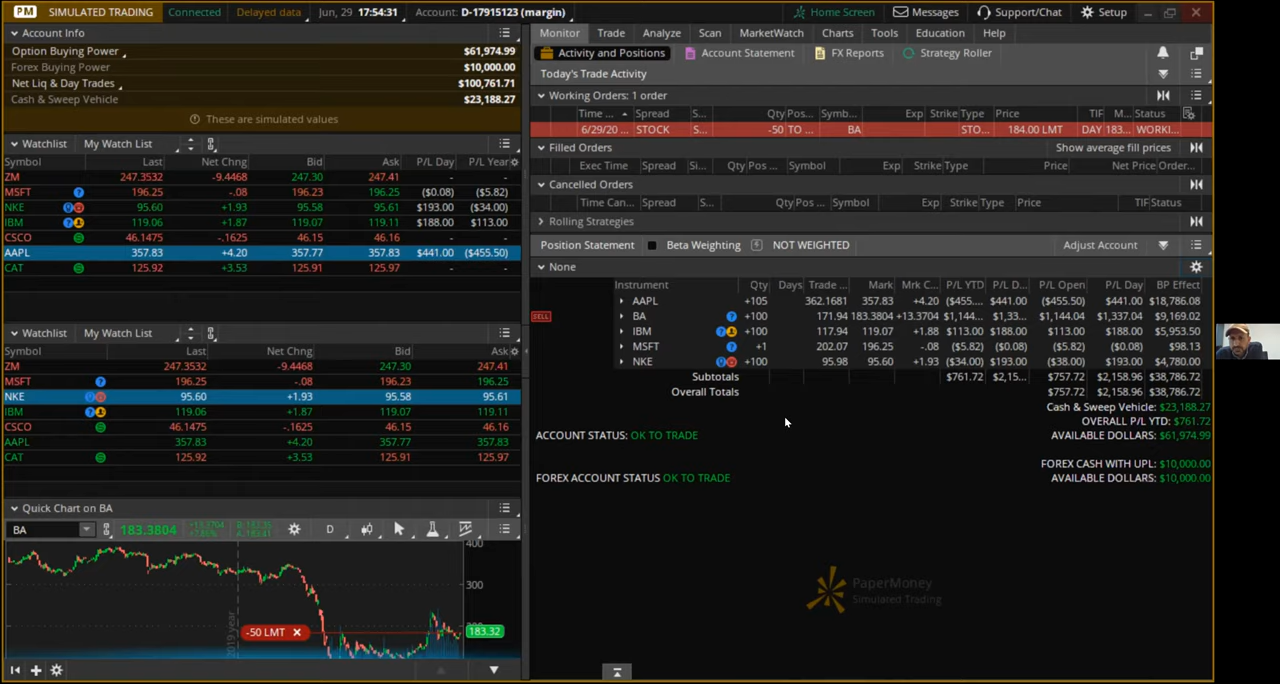 PM SIMULATED TRADING Connected Delayed data Jun, 29 17:54:31 Account: D-17915123 (margin) Home Screen Messages Support/Chat Setup
Account Info
Option Buying Power $61,974.99
Forex Buying Power $10,000.00
Net Liq & Day Trades $100,761.71
Cash & Sweep Vehicle $23,188.27
These are simulated values
Watchlist My Watch List
Symbol Last Net Chng Bid Ask P/L Day P/L Year
ZM 247.3532 -9.4468 247.30 247.41 - -
MSFT 196.25 -.08 196.23 196.25 ($0.08) ($5.82)
NKE 95.60 +1.93 95.58 95.61 $193.00 ($34.00)
IBM 119.06 +1.87 119.07 119.11 $188.00 $113.00
CSCO 46.1475 -.1625 46.15 46.16 - -
AAPL 357.83 +4.20 357.77 357.83 $441.00 ($455.50)
CAT 125.92 +3.53 125.91 125.97 - -
Watchlist My Watch List
Symbol Last Net Chng Bid Ask
ZM 247.3532 -9.4468 247.30 247.41
MSFT 196.25 -.08 196.23 196.25
NKE 95.60 +1.93 95.58 95.61
IBM 119.06 +1.87 119.07 119.11
CSCO 46.1475 -.1625 46.15 46.16
AAPL 357.83 +4.20 357.77 357.83
CAT 125.92 +3.53 125.91 125.97
Quick Chart on BA
BA 183.3804 D
400
300
2019 year
-50 LMT
183.32
Monitor Trade Analyze Scan MarketWatch Charts Tools Education Help
Activity and Positions Account Statement FX Reports Strategy Roller
Today's Trade Activity
Working Orders: 1 order
Time ... Spread S... Qty Pos... Symb... Exp Strike Type Price TIF M... Status
6/29/20 ... STOCK S... -50 TO ... BA STO... 184.00 LMT DAY 183... WORKI...
Filled Orders Show average fill prices
Exec Time Spread S... Qty Pos ... Symbol Exp Strike Type Price Net Price Order...
Cancelled Orders
Time Can... Spread S... Qty Pos... Symbol Exp Strike Type Price TIF Status
Rolling Strategies
Position Statement Beta Weighting NOT WEIGHTED Adjust Account
None
Instrument Qty Days Trade ... Mark Mrk C... P/L YTD P/L D... P/L Open P/L Day BP Effect
AAPL +105 362.1681 357.83 +4.20 ($455.... $441.00 ($455.50) $441.00 $18,786.08
SELL BA +100 171.94 183.3804 +13.3704 $1,144... $1,33... $1,144.04 $1,337.04 $9,169.02
IBM +100 117.94 119.07 +1.88 $113.00 $188.00 $113.00 $188.00 $5,953.50
MSFT +1 202.07 196.25 -.08 ($5.82) ($0.08) ($5.82) ($0.08) $98.13
NKE +100 95.98 95.60 +1.93 ($34.00) $193.00 ($38.00) $193.00 $4,780.00
Subtotals $761.72 $2,15... $757.72 $2,158.96 $38,786.72
Overall Totals $757.72 $2,158.96 $38,786.72
Cash & Sweep Vehicle: $23,188.27
OVERALL P/L YTD: $761.72
ACCOUNT STATUS: OK TO TRADE AVAILABLE DOLLARS: $61,974.99
FOREX CASH WITH UPL: $10,000.00
FOREX ACCOUNT STATUS OK TO TRADE AVAILABLE DOLLARS: $10,000.00
PaperMoney
Simulated Trading